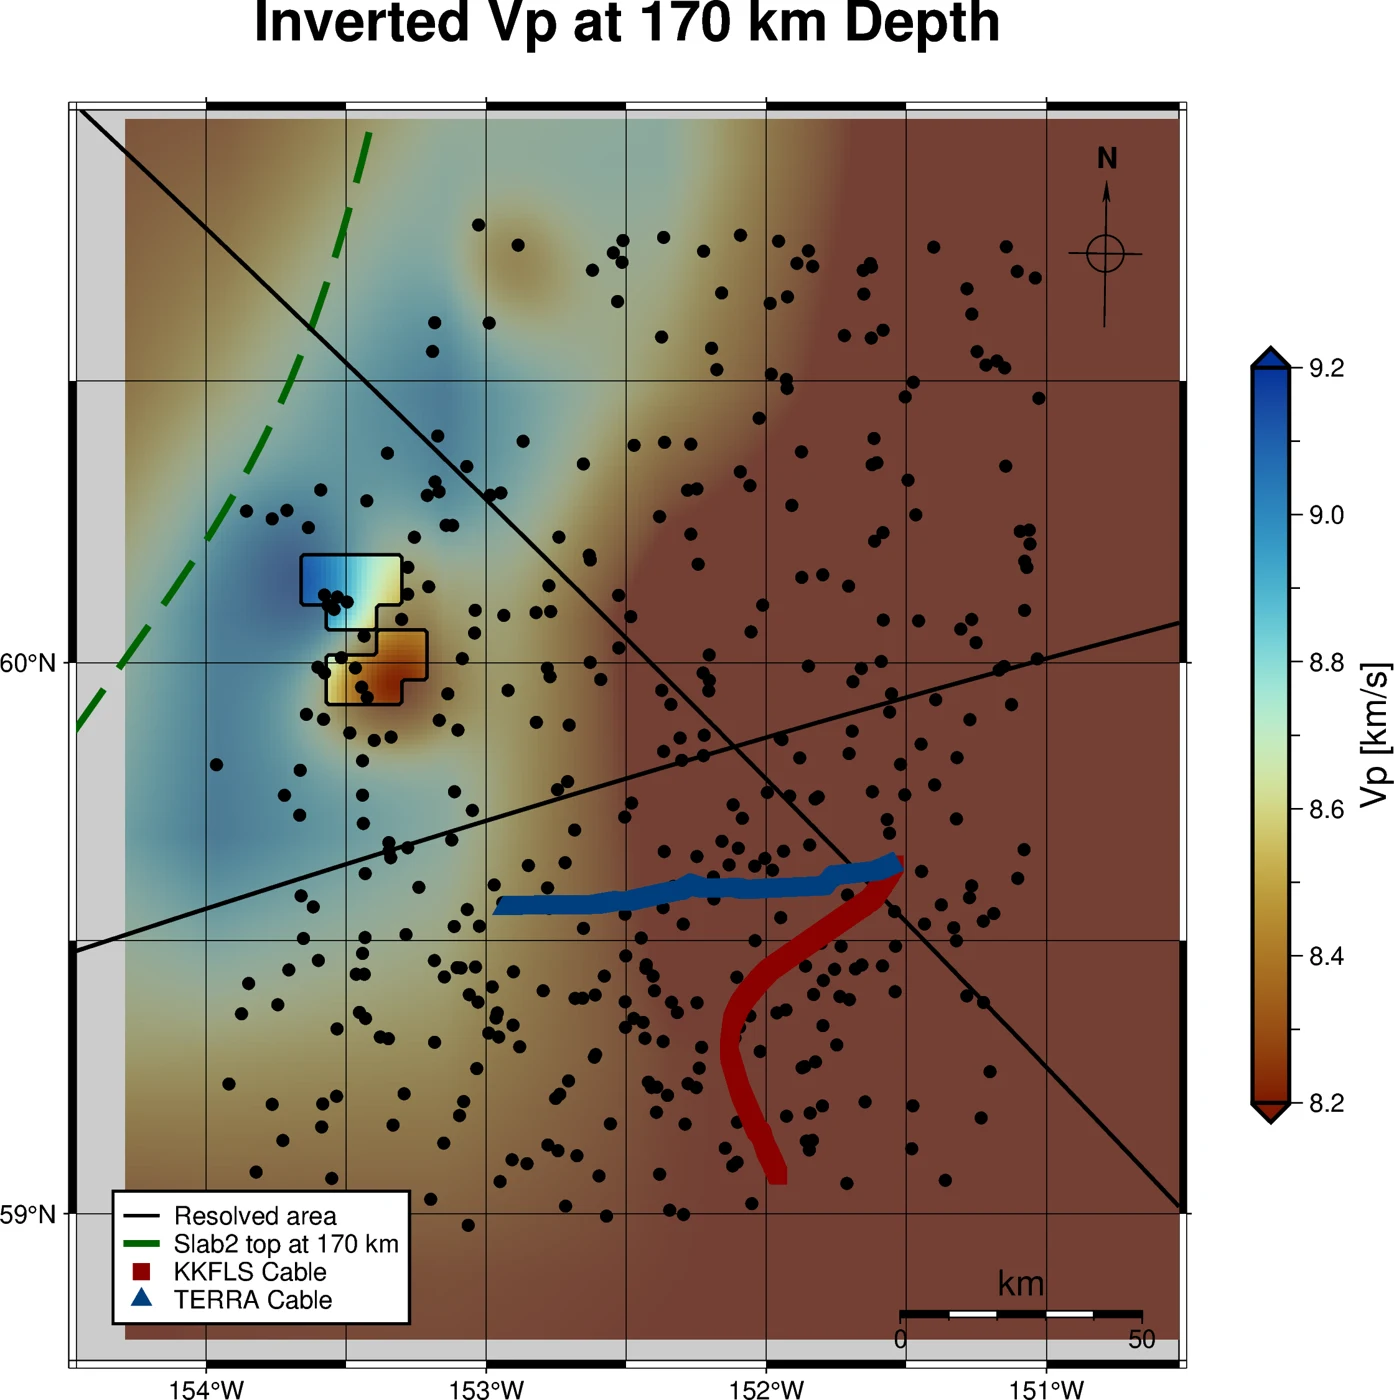 Inverted Vp at 170 km Depth
N
9.2
9.0
8.8
8.6
8.4
8.2
Vp [km/s]
60°N
59°N
Resolved area
Slab2 top at 170 km
KKFLS Cable
TERRA Cable
km
0 50
154°W 153°W 152°W 151°W